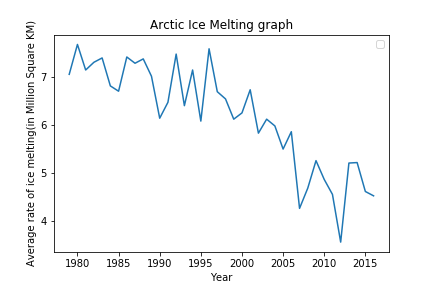 Arctic Ice Melting graph
Average rate of ice melting(in Million Square KM)
7
6
5
4
1980 1985 1990 1995 2000 2005 2010 2015
Year